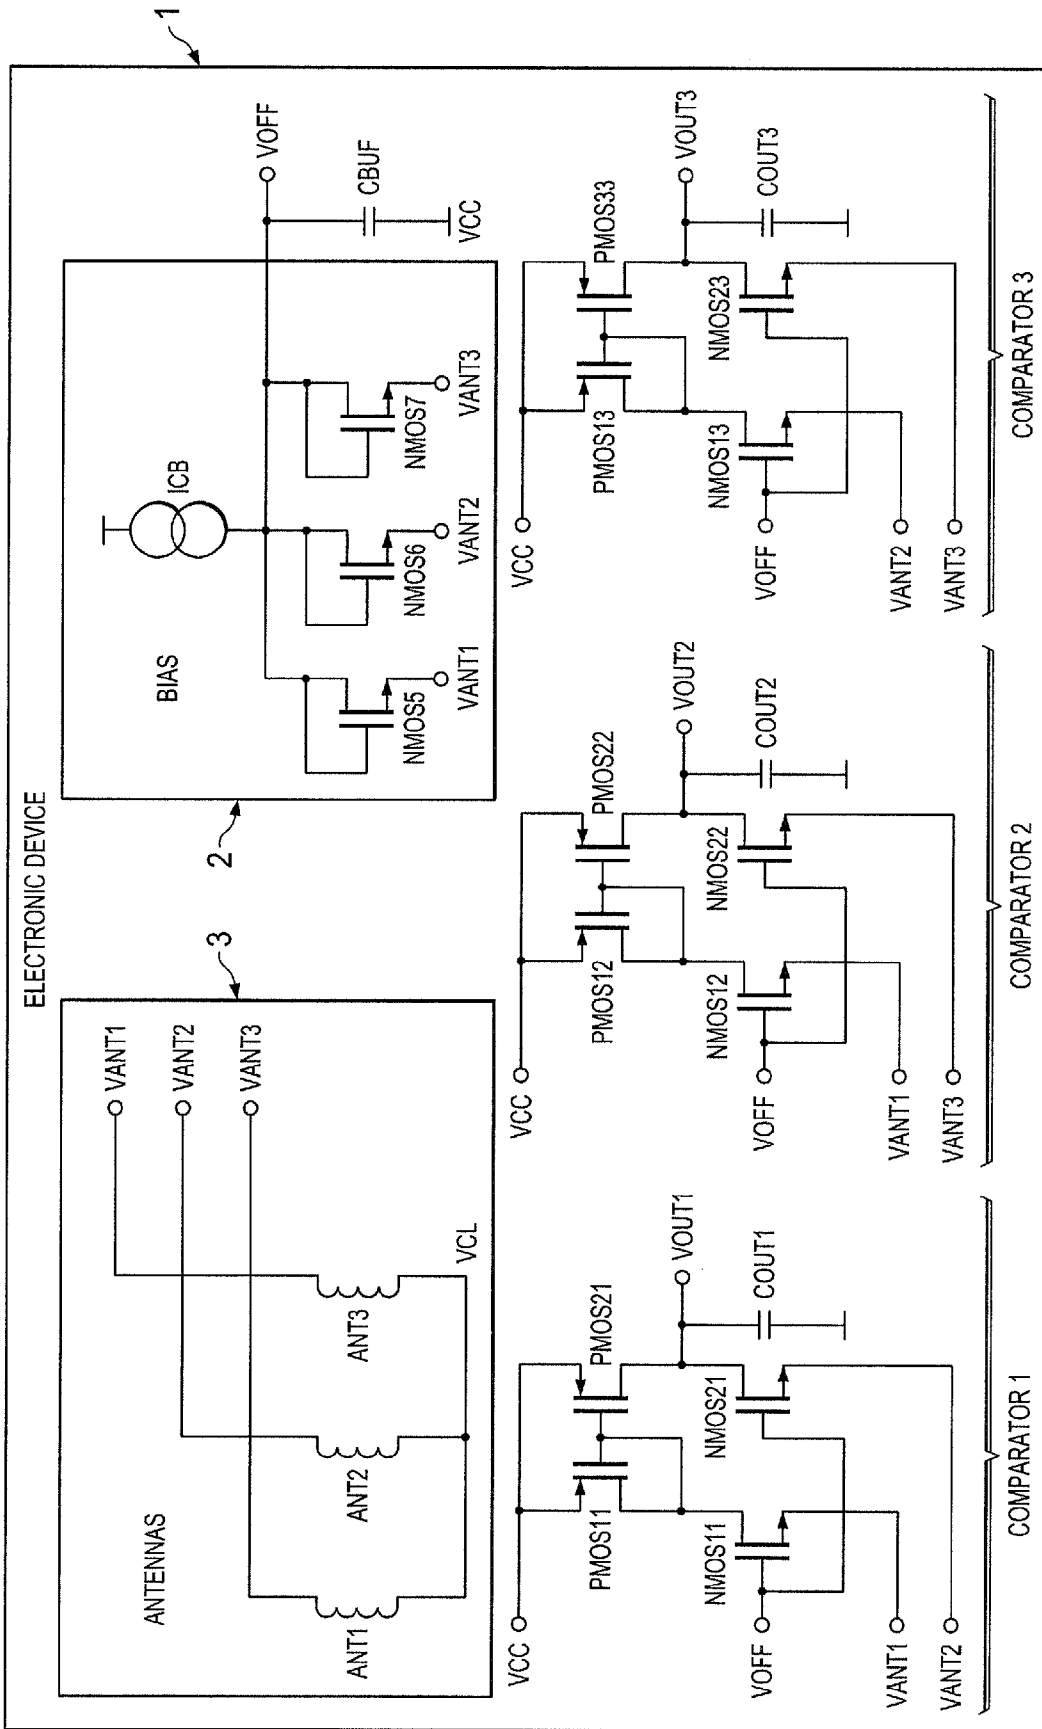 ELECTRONIC DEVICE
1
ANTENNAS
3
VANT1
VANT2
VANT3
ANT1
ANT2
ANT3
VCL
2
BIAS
ICB
NMOS5
NMOS6
NMOS7
VANT1
VANT2
VANT3
VOFF
CBUF
VCC
VCC
PMOS11
PMOS21
VOUT1
COUT1
NMOS11
NMOS21
VOFF
VANT1
VANT2
COMPARATOR 1
VCC
PMOS12
PMOS22
VOUT2
COUT2
NMOS12
NMOS22
VOFF
VANT1
VANT3
COMPARATOR 2
VCC
PMOS13
PMOS33
VOUT3
COUT3
NMOS13
NMOS23
VOFF
VANT2
VANT3
COMPARATOR 3